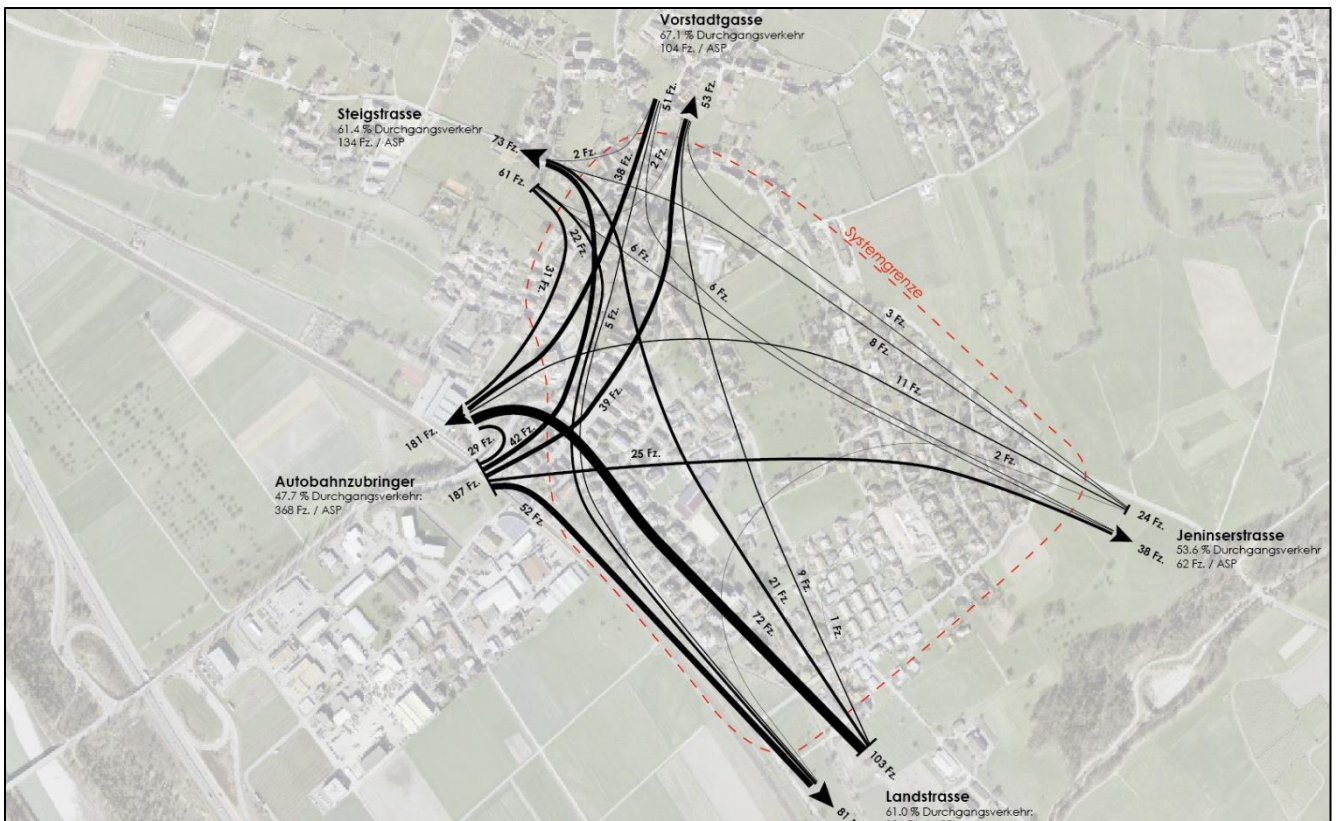 Vorstadtgasse
67.1 % Durchgangsverkehr
104 Fz. / ASP
51 Fz.
53 Fz.
Steigstrasse
61.4 % Durchgangsverkehr
134 Fz. / ASP
73 Fz.
61 Fz.
2 Fz.
38 Fz.
2 Fz.
22 Fz.
31 Fz.
6 Fz.
6 Fz.
Systemgrenze
5 Fz.
3 Fz.
8 Fz.
11 Fz.
39 Fz.
181 Fz.
29 Fz.
42 Fz.
25 Fz.
2 Fz.
Autobahnzubringer
47.7 % Durchgangsverkehr:
368 Fz. / ASP
187 Fz.
52 Fz.
24 Fz.
38 Fz.
Jeninserstrasse
53.6 % Durchgangsverkehr
62 Fz. / ASP
9 Fz.
21 Fz.
72 Fz.
1 Fz.
103 Fz.
81
Landstrasse
61.0 % Durchgangsverkehr: